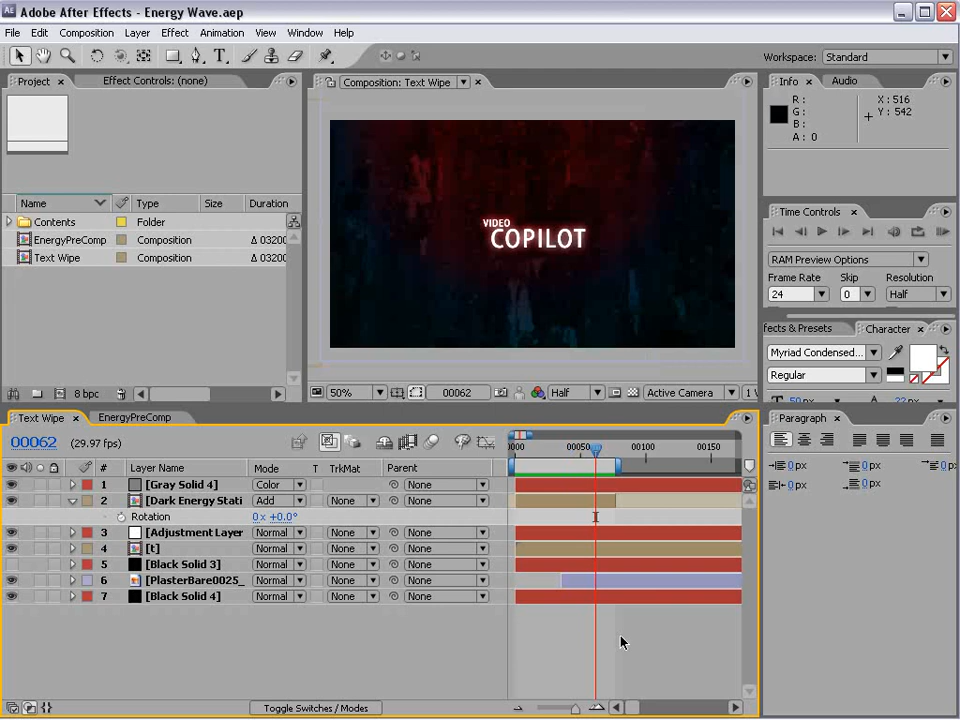 Adobe After Effects - Energy Wave.aep
File Edit Composition Layer Effect Animation View Window Help
Workspace: Standard
Project Effect Controls: (none)
Composition: Text Wipe
Info Audio
R: X: 516
G: Y: 542
B:
A: 0
VIDEO
COPILOT
Name Type Size Duration
Contents Folder
EnergyPreComp Composition Δ 03200
Text Wipe Composition Δ 03200
Time Controls
RAM Preview Options
Frame Rate Skip Resolution
24 0 Half
ffects & Presets Character
Myriad Condensed...
Regular
8 bpc
50% 00062 Half Active Camera 1
Text Wipe EnergyPreComp
Paragraph
00062 (29.97 fps)
0000 00050 00100 00150
# Layer Name Mode T TrkMat Parent
1 [Gray Solid 4] Color None
2 [Dark Energy Stati Add None None
Rotation 0 x +0.0°
3 [Adjustment Layer Normal None None
4 [t] Normal None None
5 [Black Solid 3] Normal None None
6 [PlasterBare0025_ Normal None None
7 [Black Solid 4] Normal None None
0 px 0 px 0 px
0 px 0 px
Toggle Switches / Modes